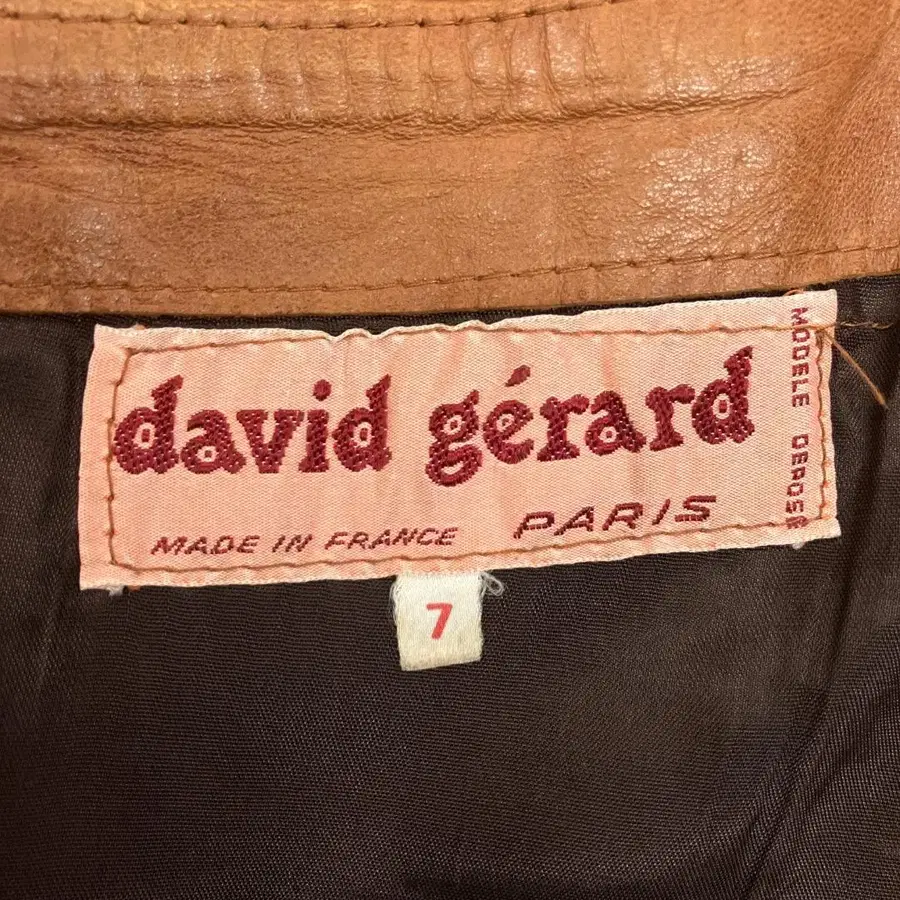 david gérard
MADE IN FRANCE PARIS
MODELE DEPOSE
7